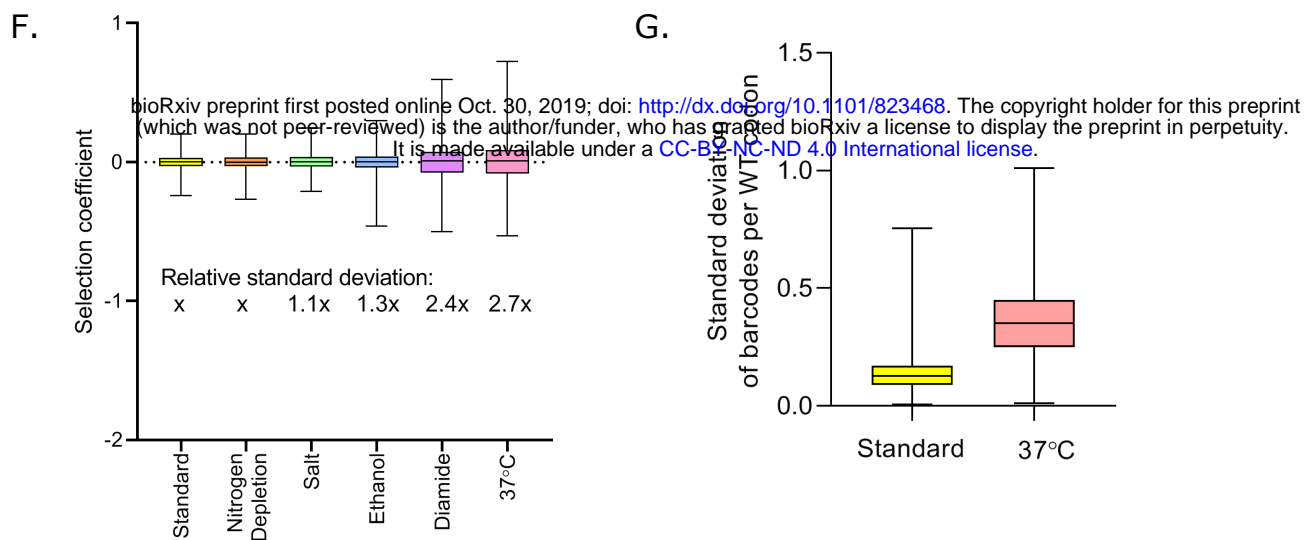 F.
G.
bioRxiv preprint first posted online Oct. 30, 2019; doi: http://dx.doi.org/10.1101/823468. The copyright holder for this preprint
(which was not peer-reviewed) is the author/funder, who has granted bioRxiv a license to display the preprint in perpetuity.
It is made available under a CC-BY-NC-ND 4.0 International license.
Selection coefficient
1
0
-1
-2
Relative standard deviation:
x x 1.1x 1.3x 2.4x 2.7x
Standard
Nitrogen
Depletion
Salt
Ethanol
Diamide
37°C
Standard deviation
of barcodes per WT codon
1.5
1.0
0.5
0.0
Standard 37°C